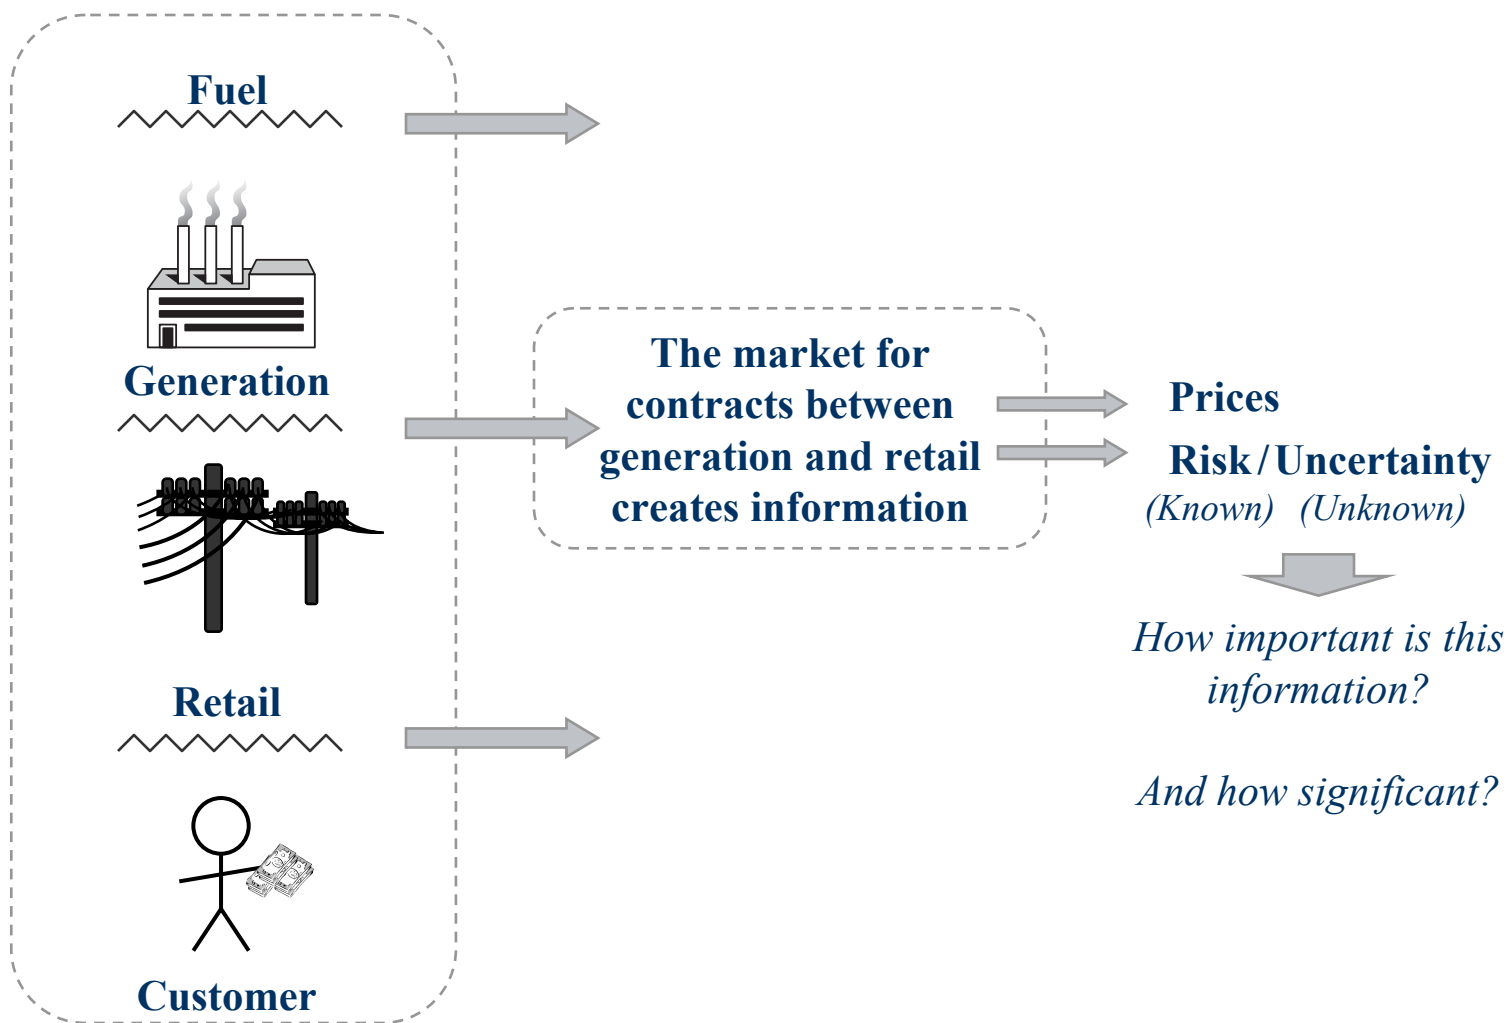 Fuel
Generation
Retail
Customer
The market for
contracts between
generation and retail
creates information
Prices
Risk / Uncertainty
(Known) (Unknown)
How important is this
information?
And how significant?